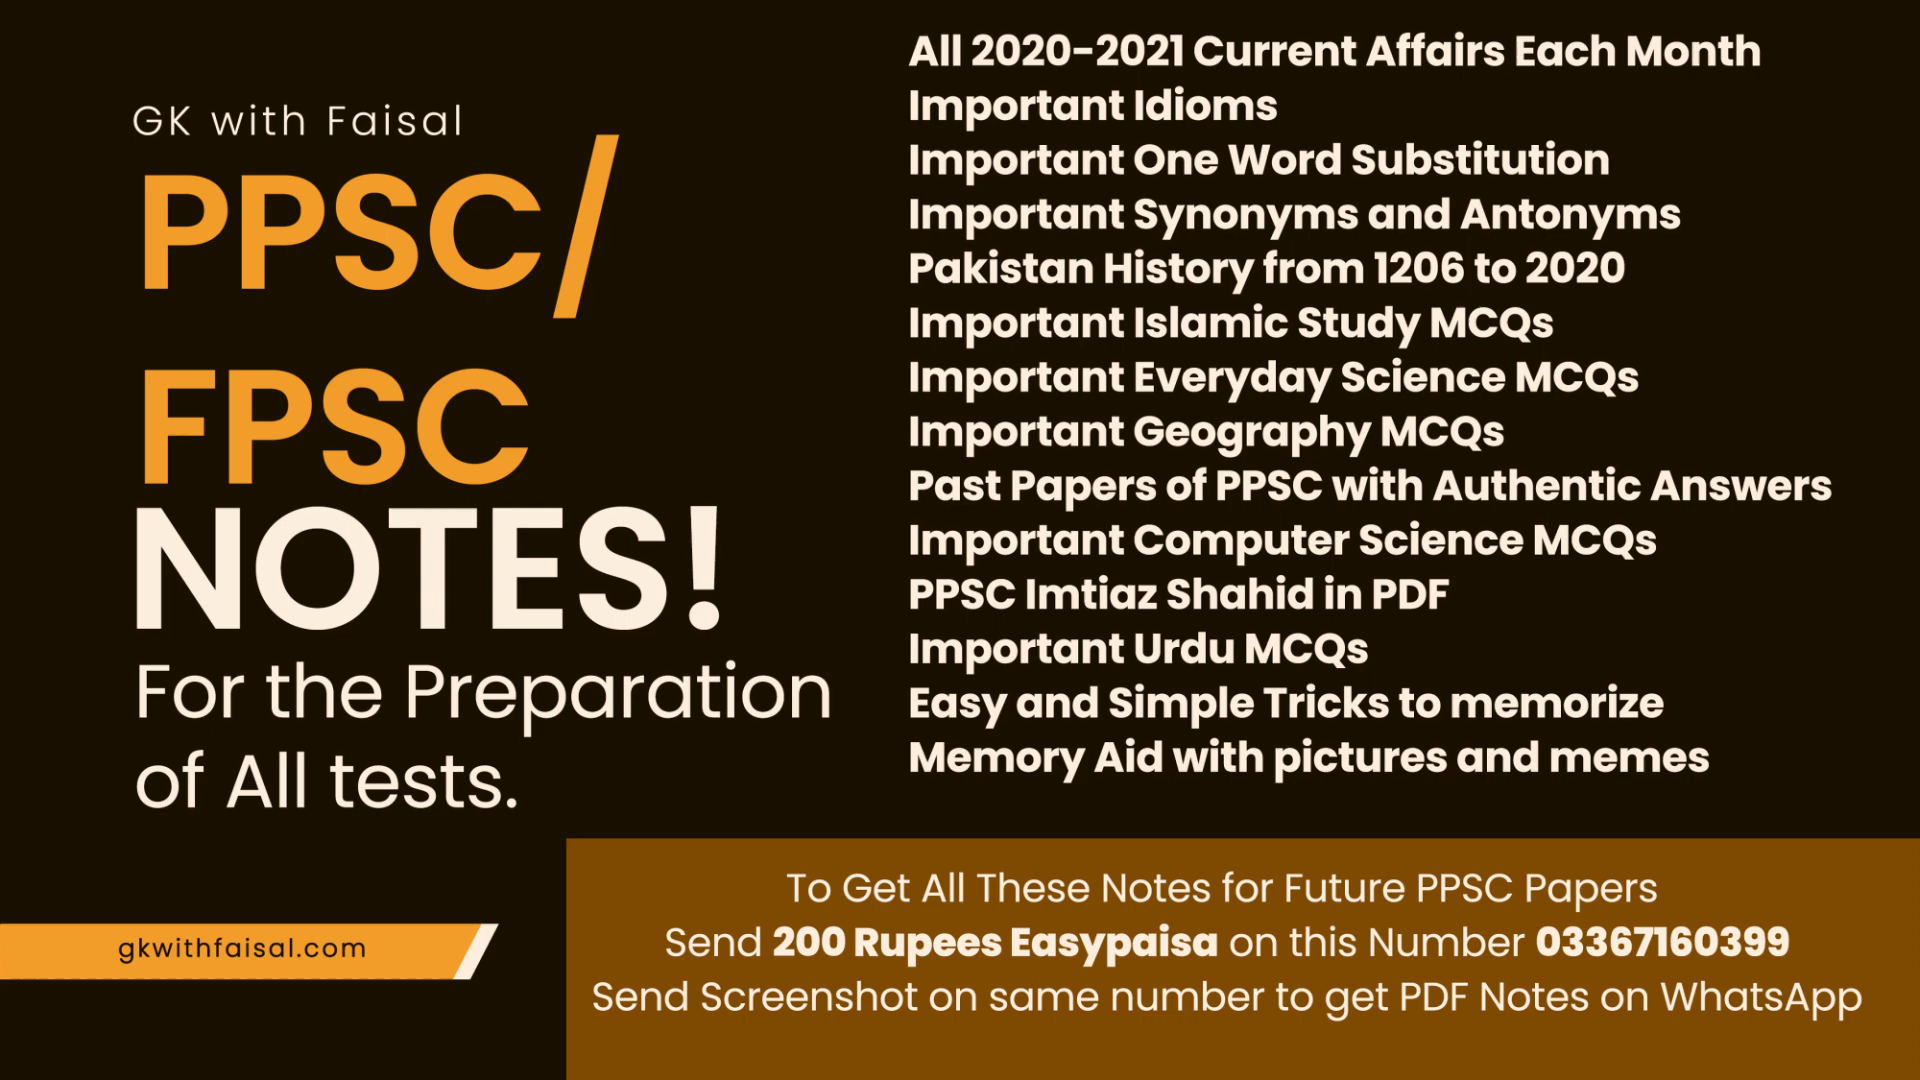 GK with Faisal
PPSC/
FPSC
NOTES!
For the Preparation
of All tests.
gkwithfaisal.com
All 2020-2021 Current Affairs Each Month
Important Idioms
Important One Word Substitution
Important Synonyms and Antonyms
Pakistan History from 1206 to 2020
Important Islamic Study MCQs
Important Everyday Science MCQs
Important Geography MCQs
Past Papers of PPSC with Authentic Answers
Important Computer Science MCQs
PPSC Imtiaz Shahid in PDF
Important Urdu MCQs
Easy and Simple Tricks to memorize
Memory Aid with pictures and memes
To Get All These Notes for Future PPSC Papers
Send 200 Rupees Easypaisa on this Number 03367160399
Send Screenshot on same number to get PDF Notes on WhatsApp